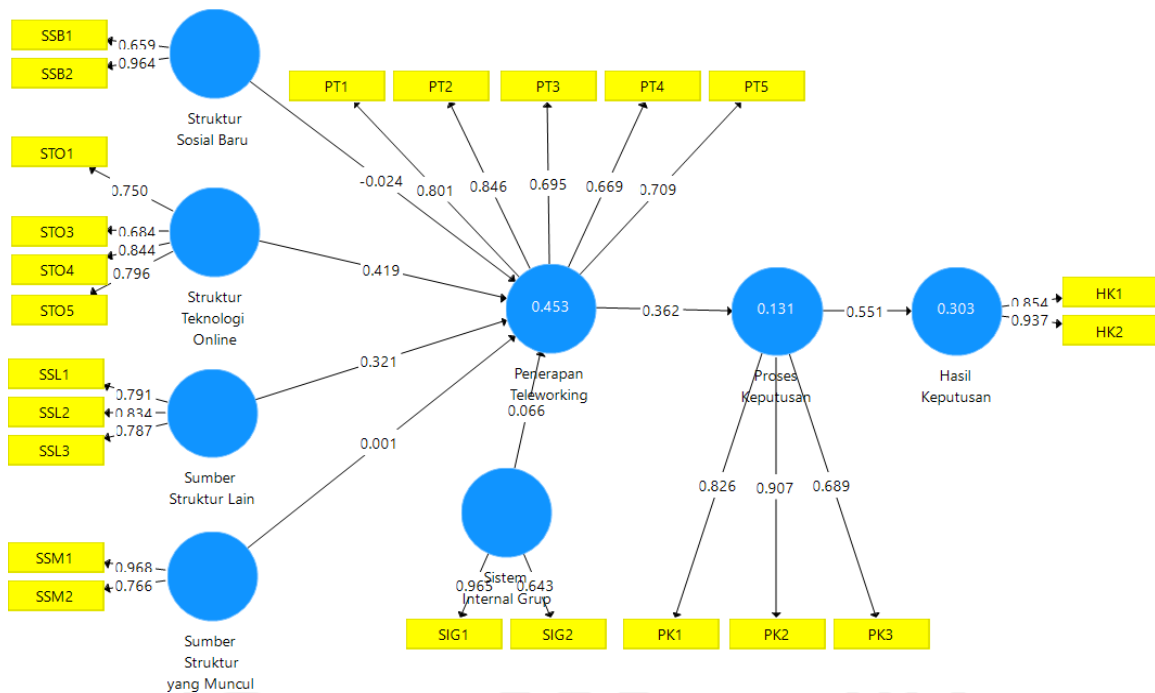 SSB1
0.659
SSB2
0.964
Struktur
Sosial Baru
PT1
PT2
PT3
PT4
PT5
STO1
0.750
-0.024
0.801
0.846
0.695
0.669
0.709
STO3
0.684
STO4
0.844
STO5
0.796
Struktur
Teknologi
Online
0.419
0.453
Penerapan
Teleworking
0.362
0.131
Proses
Keputusan
0.551
0.303
Hasil
Keputusan
0.854
HK1
0.937
HK2
SSL1
0.791
SSL2
0.834
SSL3
0.787
Sumber
Struktur Lain
0.321
0.001
0.066
SSM1
0.968
SSM2
0.766
Sumber
Struktur
yang Muncul
Sistem
Internal Grup
0.965
0.643
SIG1
SIG2
0.826
0.907
0.689
PK1
PK2
PK3